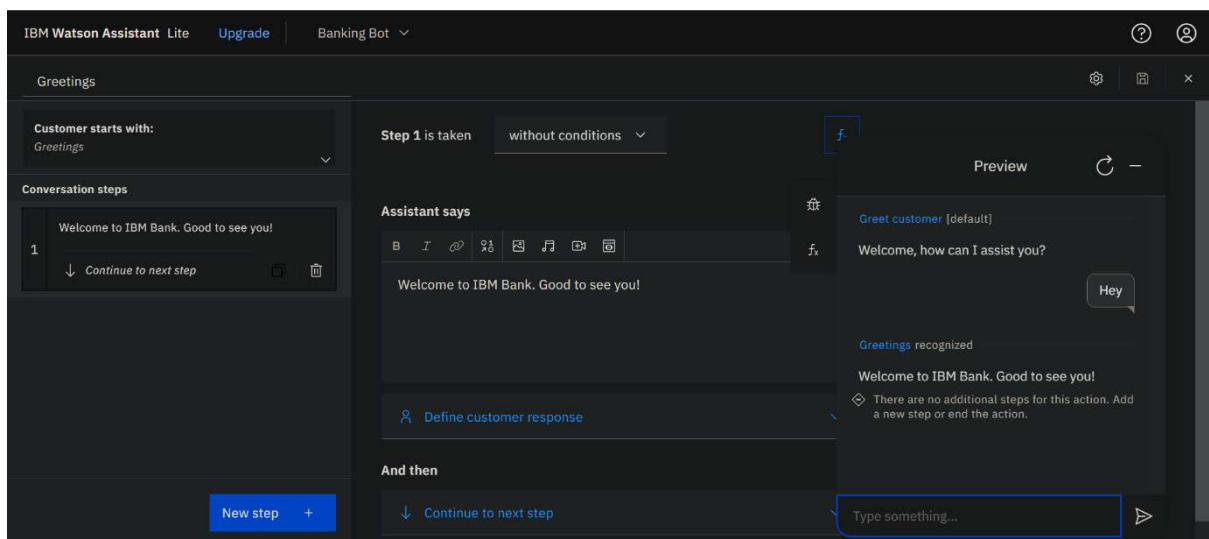 IBM Watson Assistant Lite Upgrade Banking Bot
Greetings
Customer starts with:
Greetings
Conversation steps
1
Welcome to IBM Bank. Good to see you!
Continue to next step
New step +
Step 1 is taken without conditions
Assistant says
B I
Welcome to IBM Bank. Good to see you!
Define customer response
And then
Continue to next step
fx
Preview
Greet customer [default]
Welcome, how can I assist you?
Hey
Greetings recognized
Welcome to IBM Bank. Good to see you!
There are no additional steps for this action. Add
a new step or end the action.
Type something...